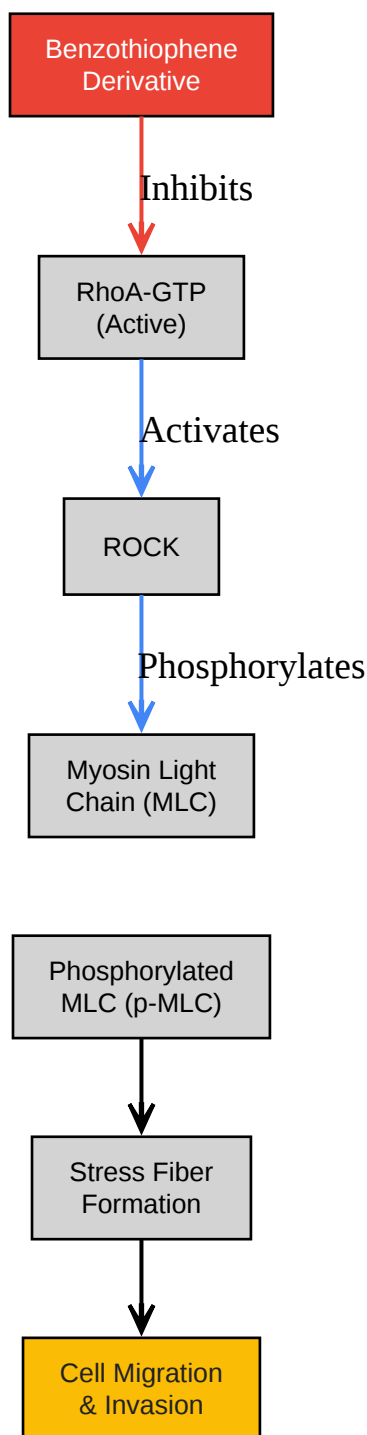 Benzothiophene
Derivative
Inhibits
RhoA-GTP
(Active)
Activates
ROCK
Phosphorylates
Myosin Light
Chain (MLC)
Phosphorylated
MLC (p-MLC)
Stress Fiber
Formation
Cell Migration
& Invasion